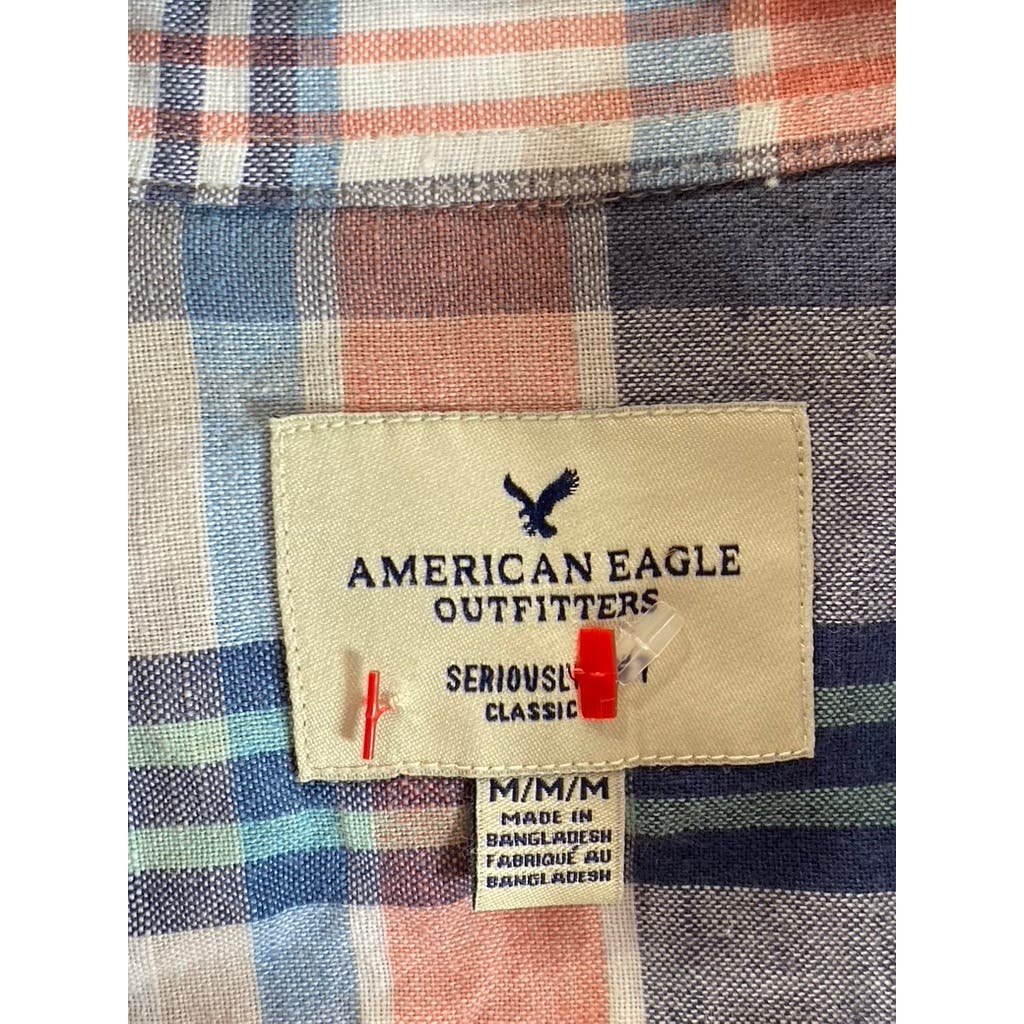 AMERICAN EAGLE
OUTFITTERS
SERIOUSLY
CLASSIC
M/M/M
MADE IN
BANGLADESH
FABRIQUÉ AU
BANGLADESH